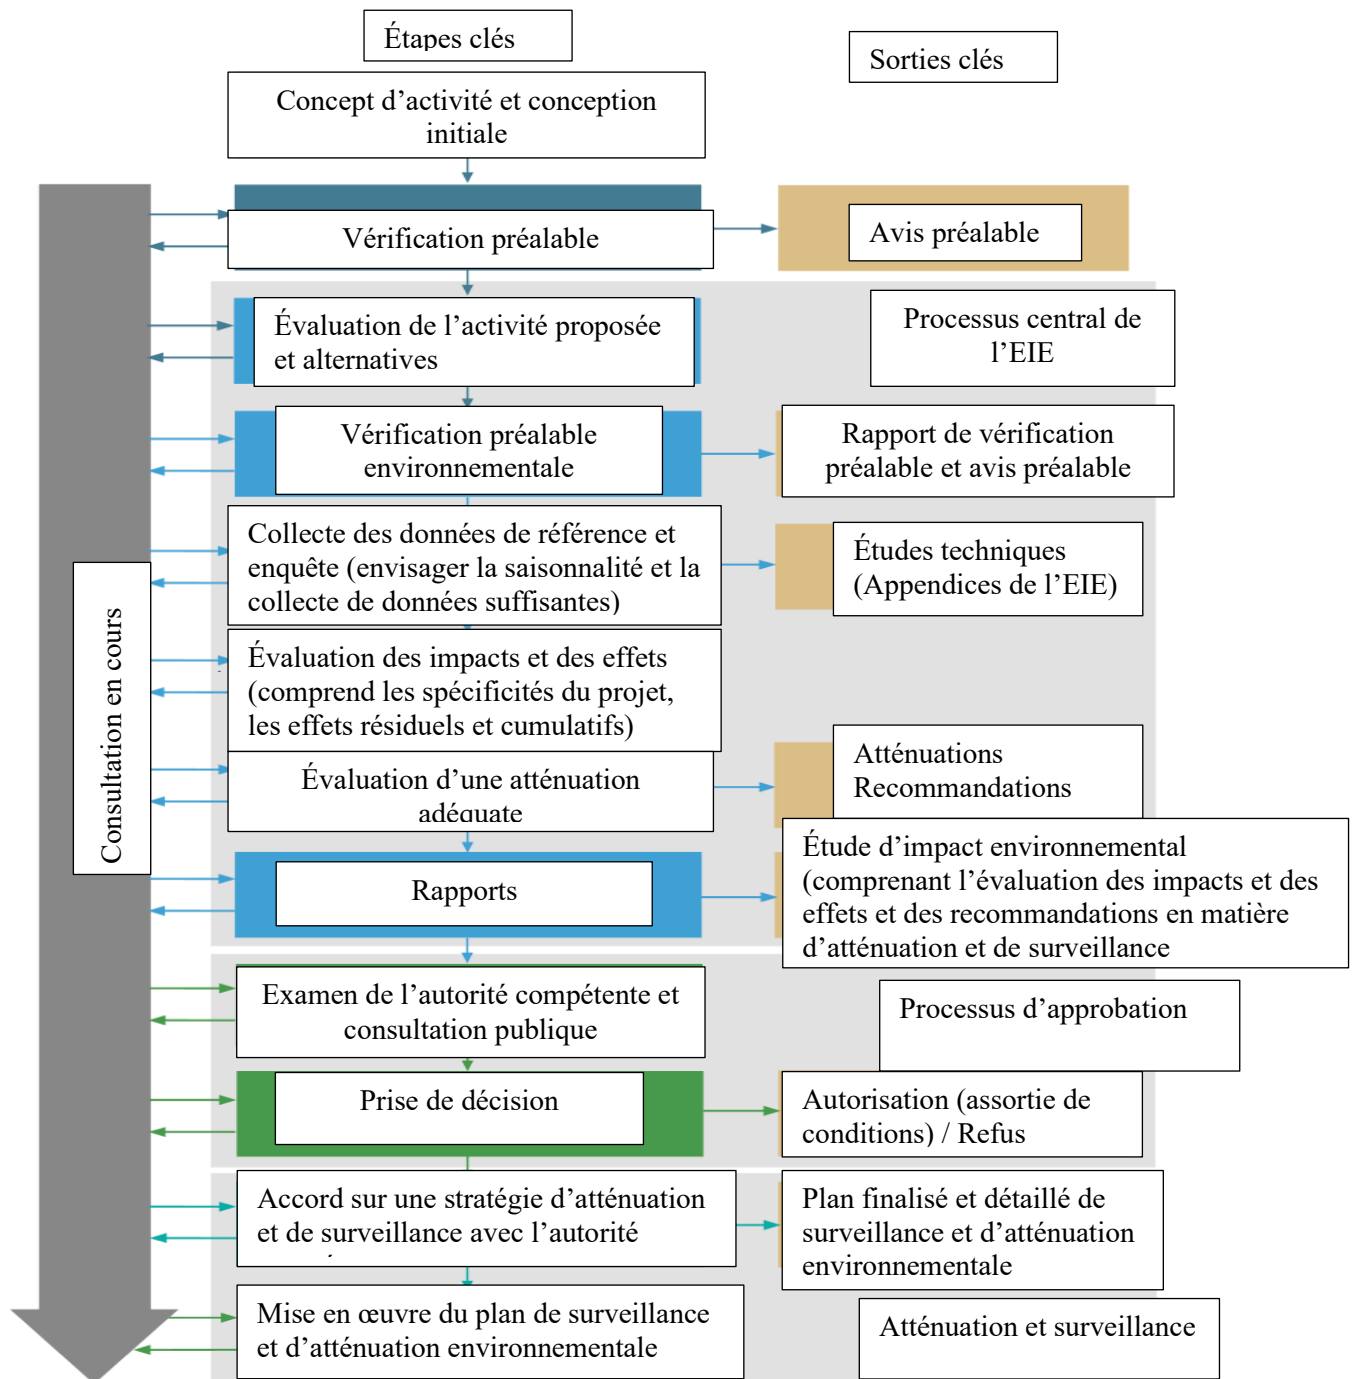 Étapes clés
Sorties clés
Concept d’activité et conception
initiale
Vérification préalable
Avis préalable
Évaluation de l’activité proposée
et alternatives
Processus central de
l’EIE
Vérification préalable
environnementale
Rapport de vérification
préalable et avis préalable
Collecte des données de référence et
enquête (envisager la saisonnalité et la
collecte de données suffisantes)
Études techniques
(Appendices de l’EIE)
Consultation en cours
Évaluation des impacts et des effets
(comprend les spécificités du projet,
les effets résiduels et cumulatifs)
Évaluation d’une atténuation
adéquate
Atténuations
Recommandations
Rapports
Étude d’impact environnemental
(comprenant l’évaluation des impacts et des
effets et des recommandations en matière
d’atténuation et de surveillance
Examen de l’autorité compétente et
consultation publique
Processus d’approbation
Prise de décision
Autorisation (assortie de
conditions) / Refus
Accord sur une stratégie d’atténuation
et de surveillance avec l’autorité
Plan finalisé et détaillé de
surveillance et d’atténuation
environnementale
Mise en œuvre du plan de surveillance
et d’atténuation environnementale
Atténuation et surveillance